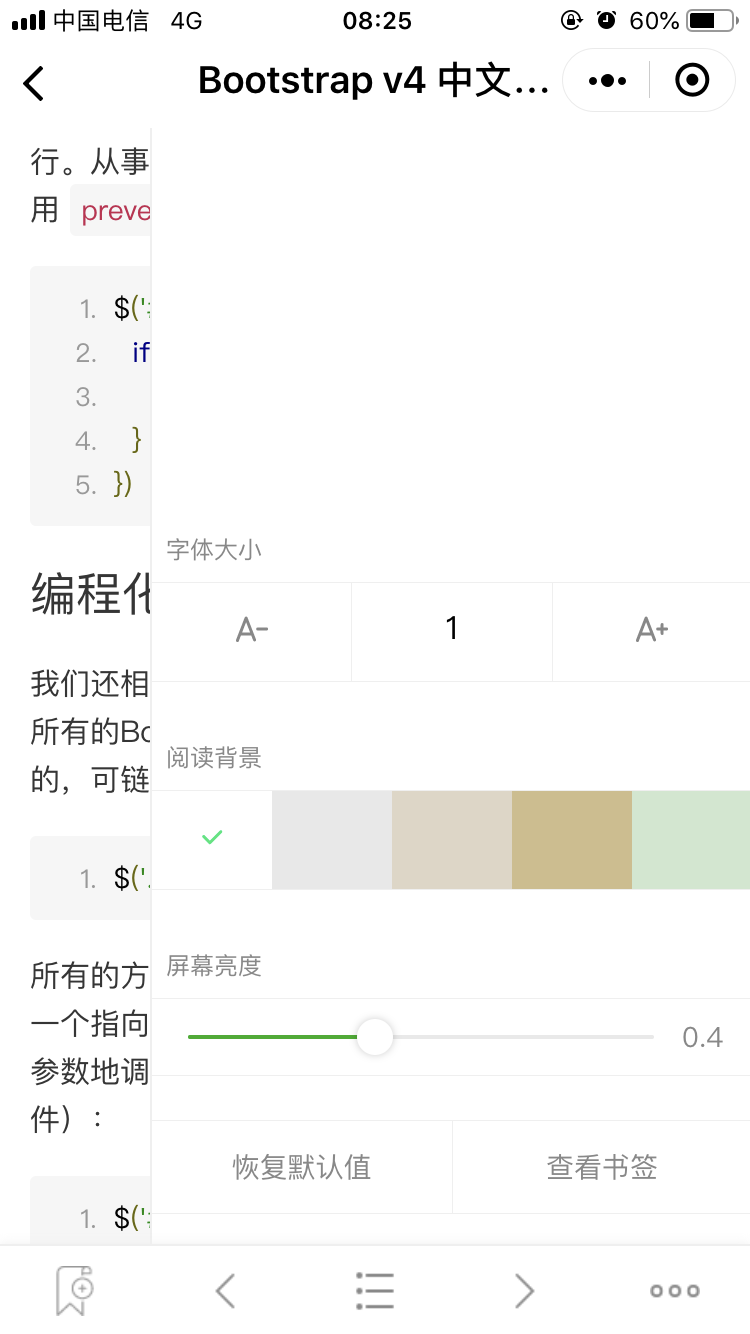 中国电信 4G 08:25 60%
Bootstrap v4 中文...
行。从事
用 preve
1. $('
2. if
3.
4. }
5. })
编程化
我们还相
所有的Bo
的，可链
1. $('.
所有的方
一个指向
参数地调
件）：
1. $('
字体大小
A- 1 A+
阅读背景
屏幕亮度
0.4
恢复默认值 查看书签